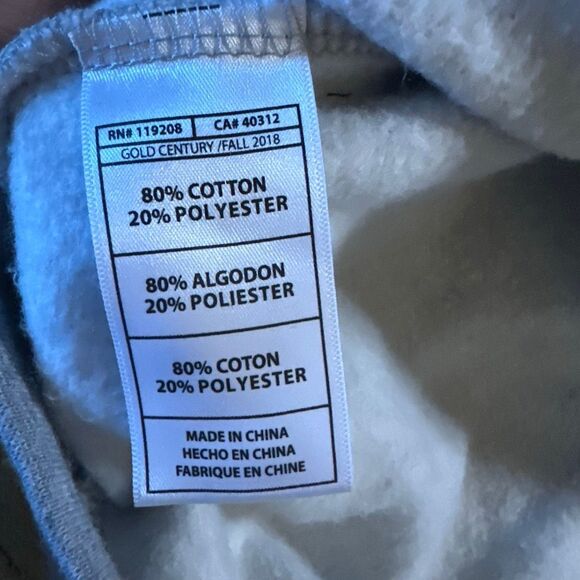 RN# 119208 CA# 40312
GOLD CENTURY /FALL 2018
80% COTTON
20% POLYESTER
80% ALGODON
20% POLIESTER
80% COTON
20% POLYESTER
MADE IN CHINA
HECHO EN CHINA
FABRIQUE EN CHINE